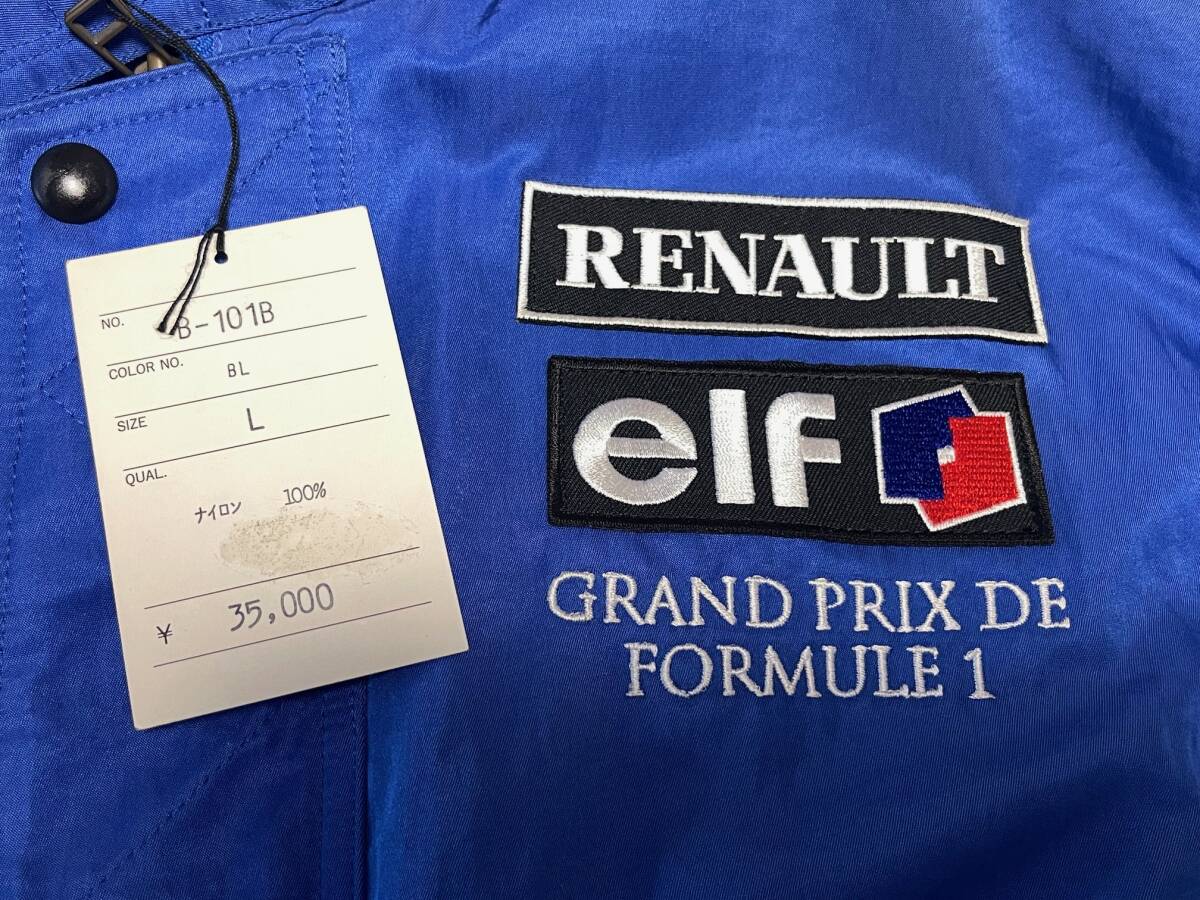 NO. B-101B
COLOR NO. BL
SIZE L
QUAL.
ナイロン 100%
¥ 35,000
RENAULT
elf
GRAND PRIX DE
FORMULE 1